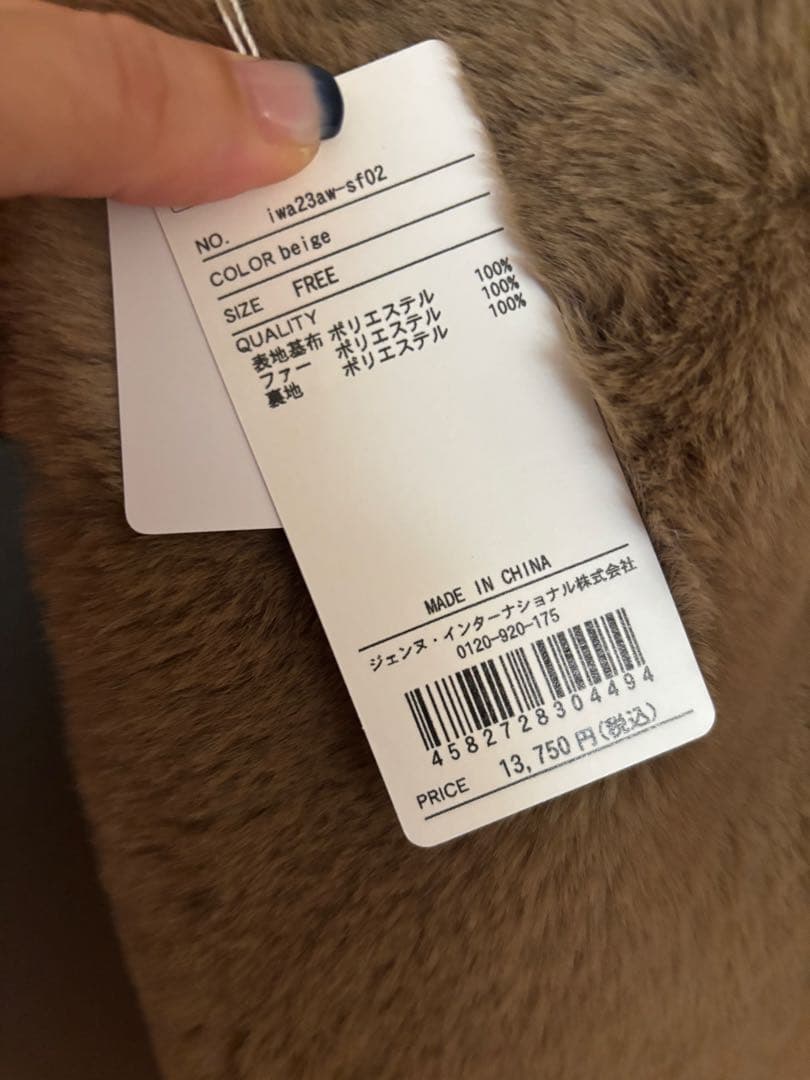 NO. iwa23aw-sf02
COLOR beige
SIZE FREE
QUALITY
表地基布 ポリエステル 100%
ファー ポリエステル 100%
裏地 ポリエステル 100%
MADE IN CHINA
ジェンヌ・インターナショナル株式会社
0120-920-175
4582728304494
PRICE 13,750円(税込)